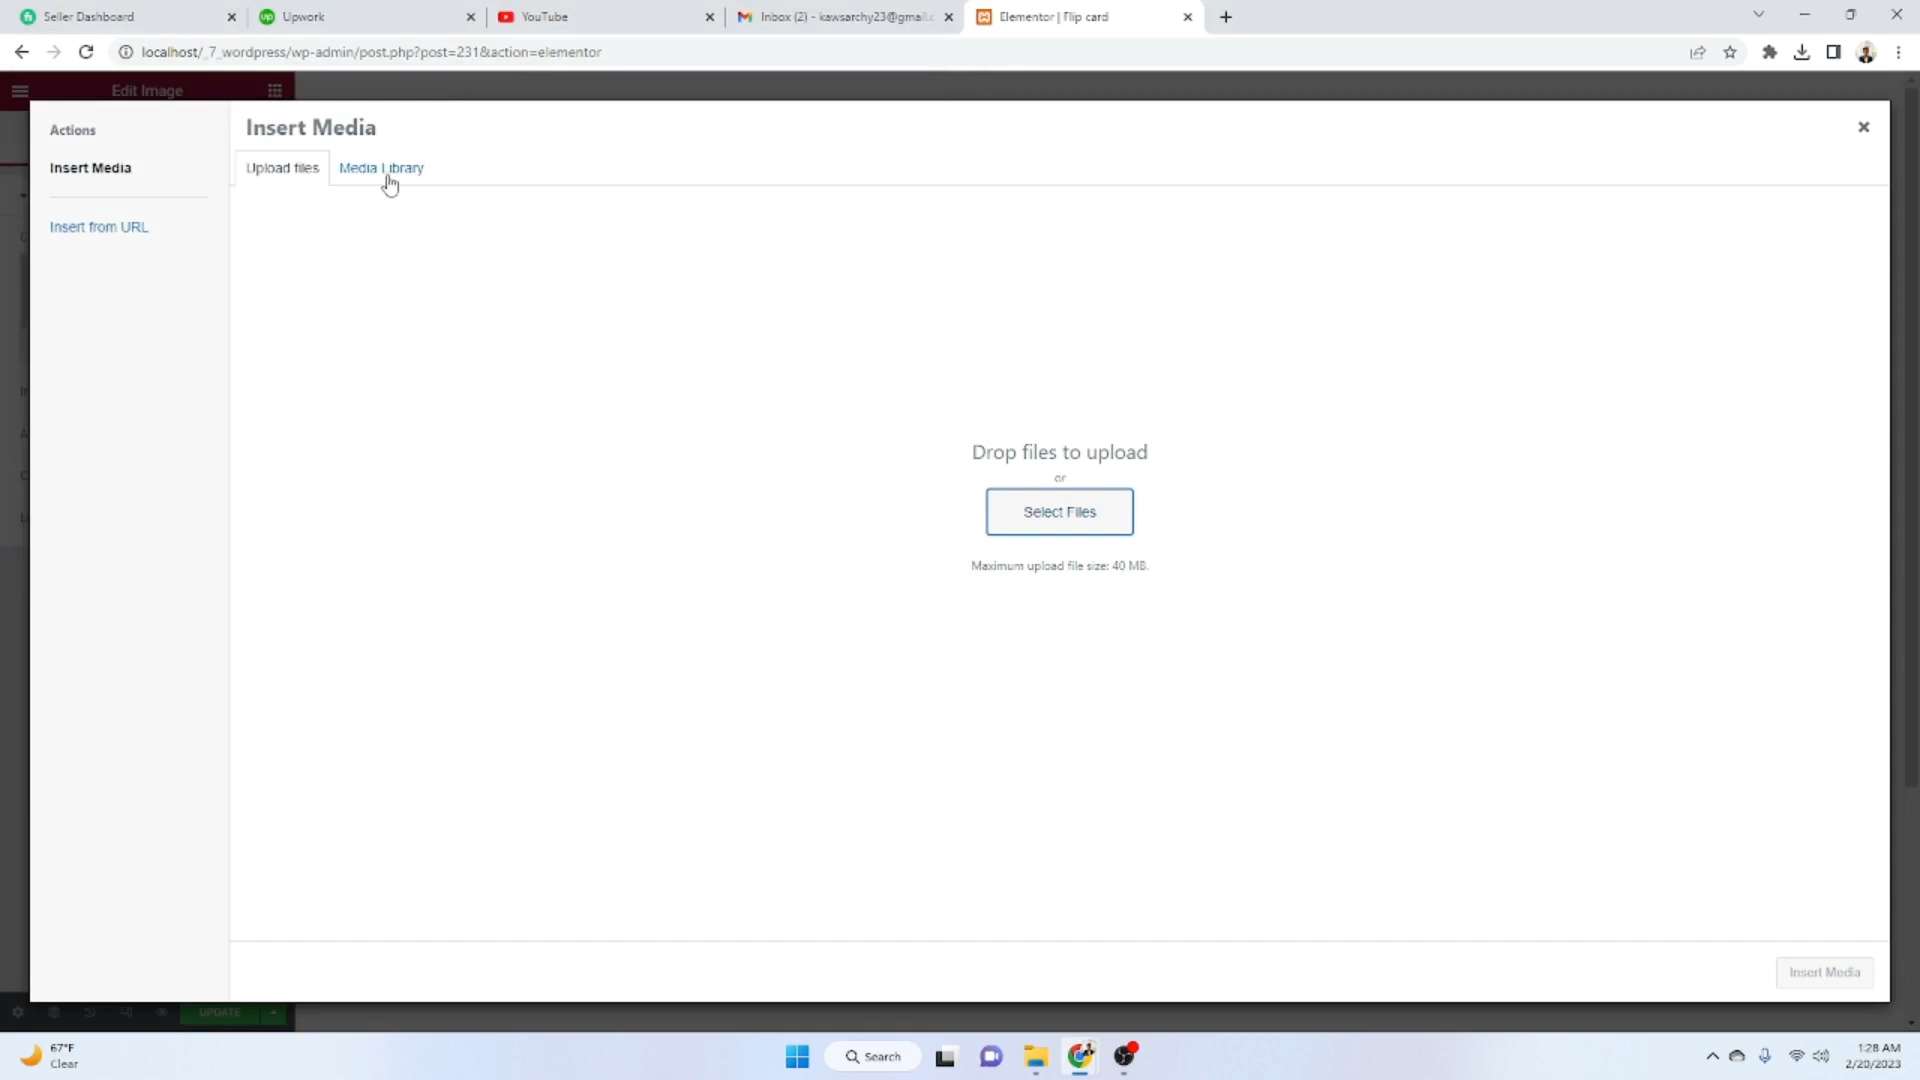 Seller Dashboard
Upwork
YouTube
Inbox (2) - kawsarchy23@gmail.c
Elementor | Flip card
localhost/_7_wordpress/wp-admin/post.php?post=231&action=elementor
Edit Image
Actions
Insert Media
Insert from URL
Insert Media
Upload files
Media Library
Drop files to upload
or
Select Files
Maximum upload file size: 40 MB.
Insert Media
UPDATE
67°F
Clear
Search
1:28 AM
2/20/2023